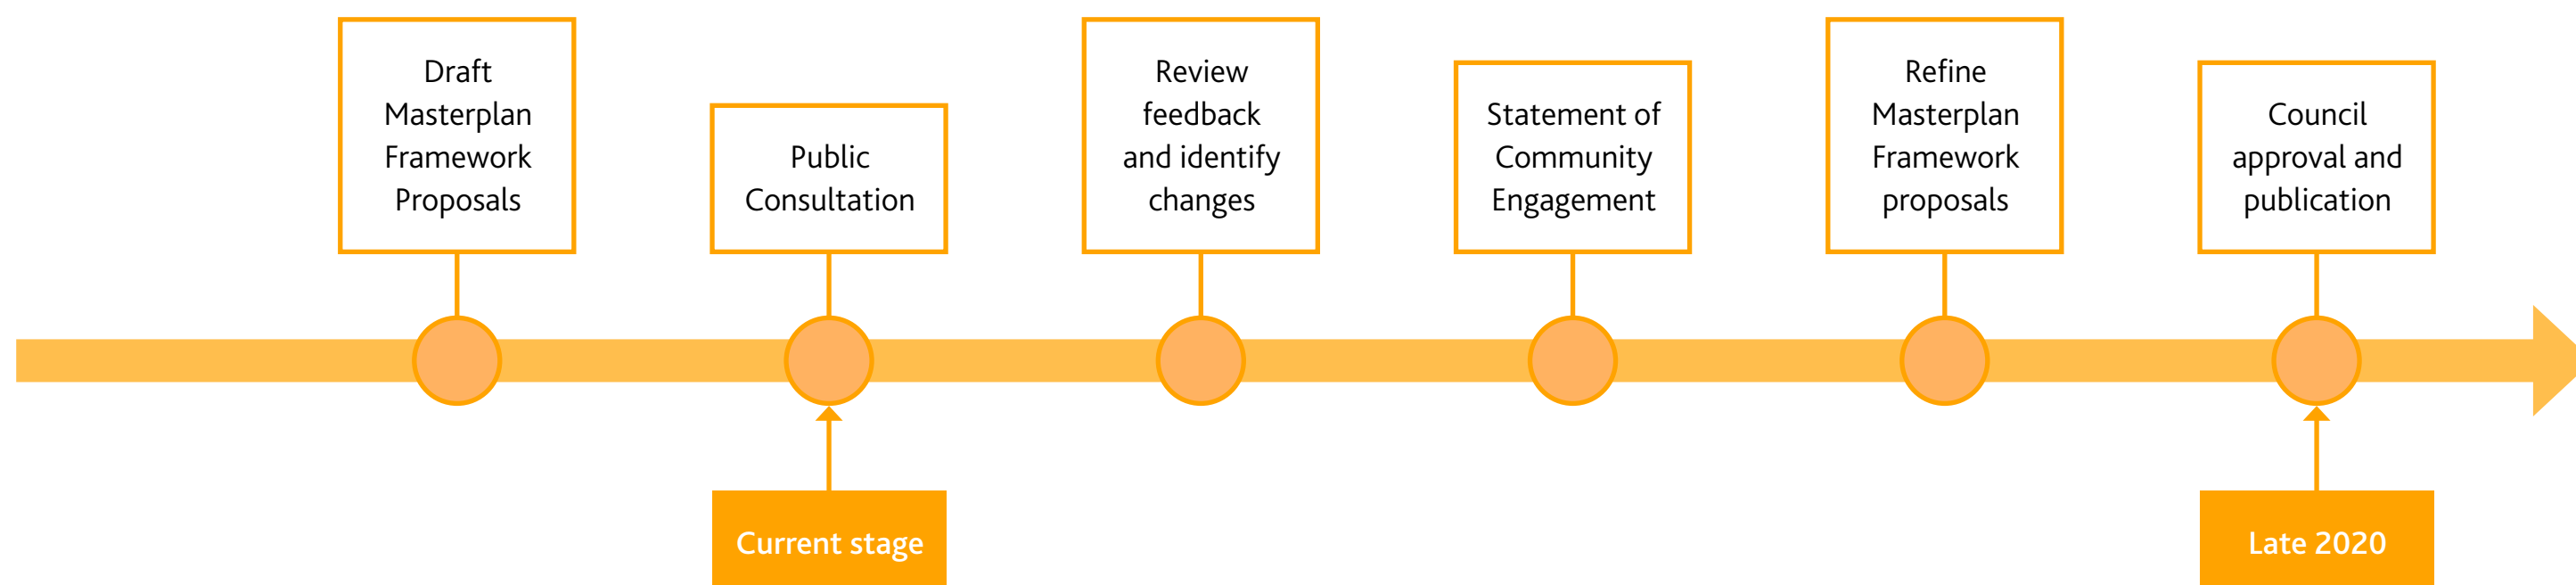 Draft
Masterplan
Framework
Proposals
Public
Consultation
Review
feedback
and identify
changes
Statement of
Community
Engagement
Refine
Masterplan
Framework
proposals
Council
approval and
publication
Current stage
Late 2020